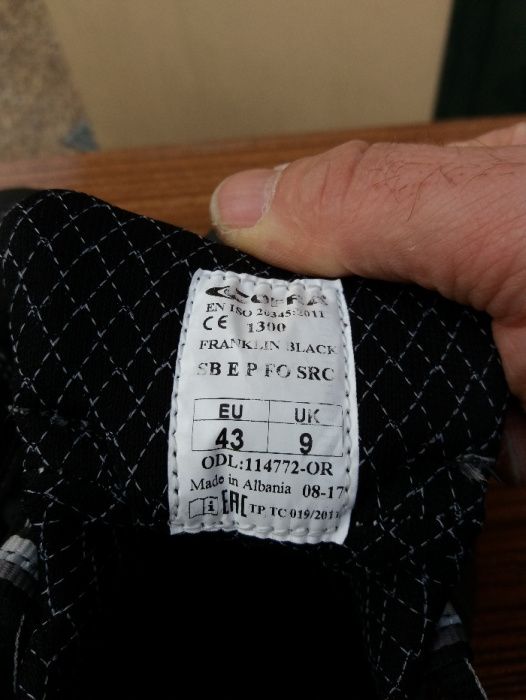 COFRA
EN ISO 20345:2011
CE 1300
FRANKLIN BLACK
SB E P FO SRC
EU UK
43 9
ODL:114772-OR
Made in Albania 08-17
i EAC TP TC 019/2011